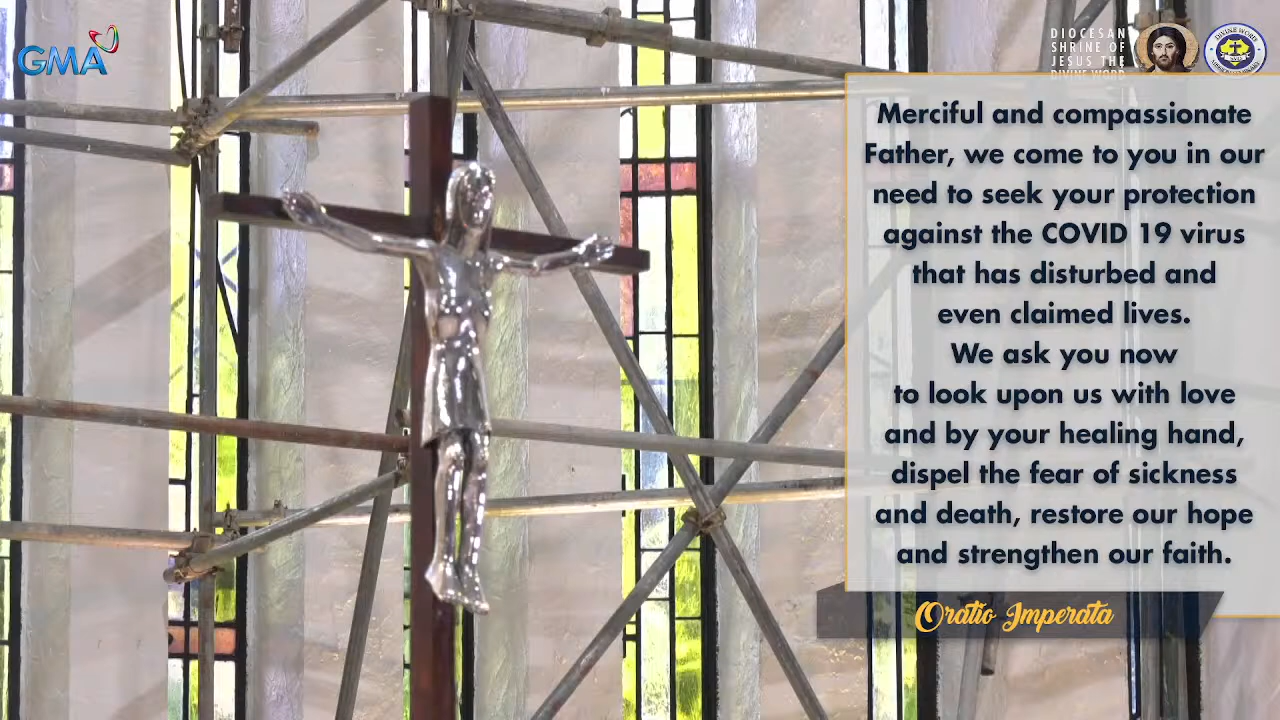 GMA
DIOCESAN
SHRINE OF
JESUS THE
DIVINE WORD
DIVINE WORD
Merciful and compassionate
Father, we come to you in our
need to seek your protection
against the COVID 19 virus
that has disturbed and
even claimed lives.
We ask you now
to look upon us with love
and by your healing hand,
dispel the fear of sickness
and death, restore our hope
and strengthen our faith.
Oratio Imperata